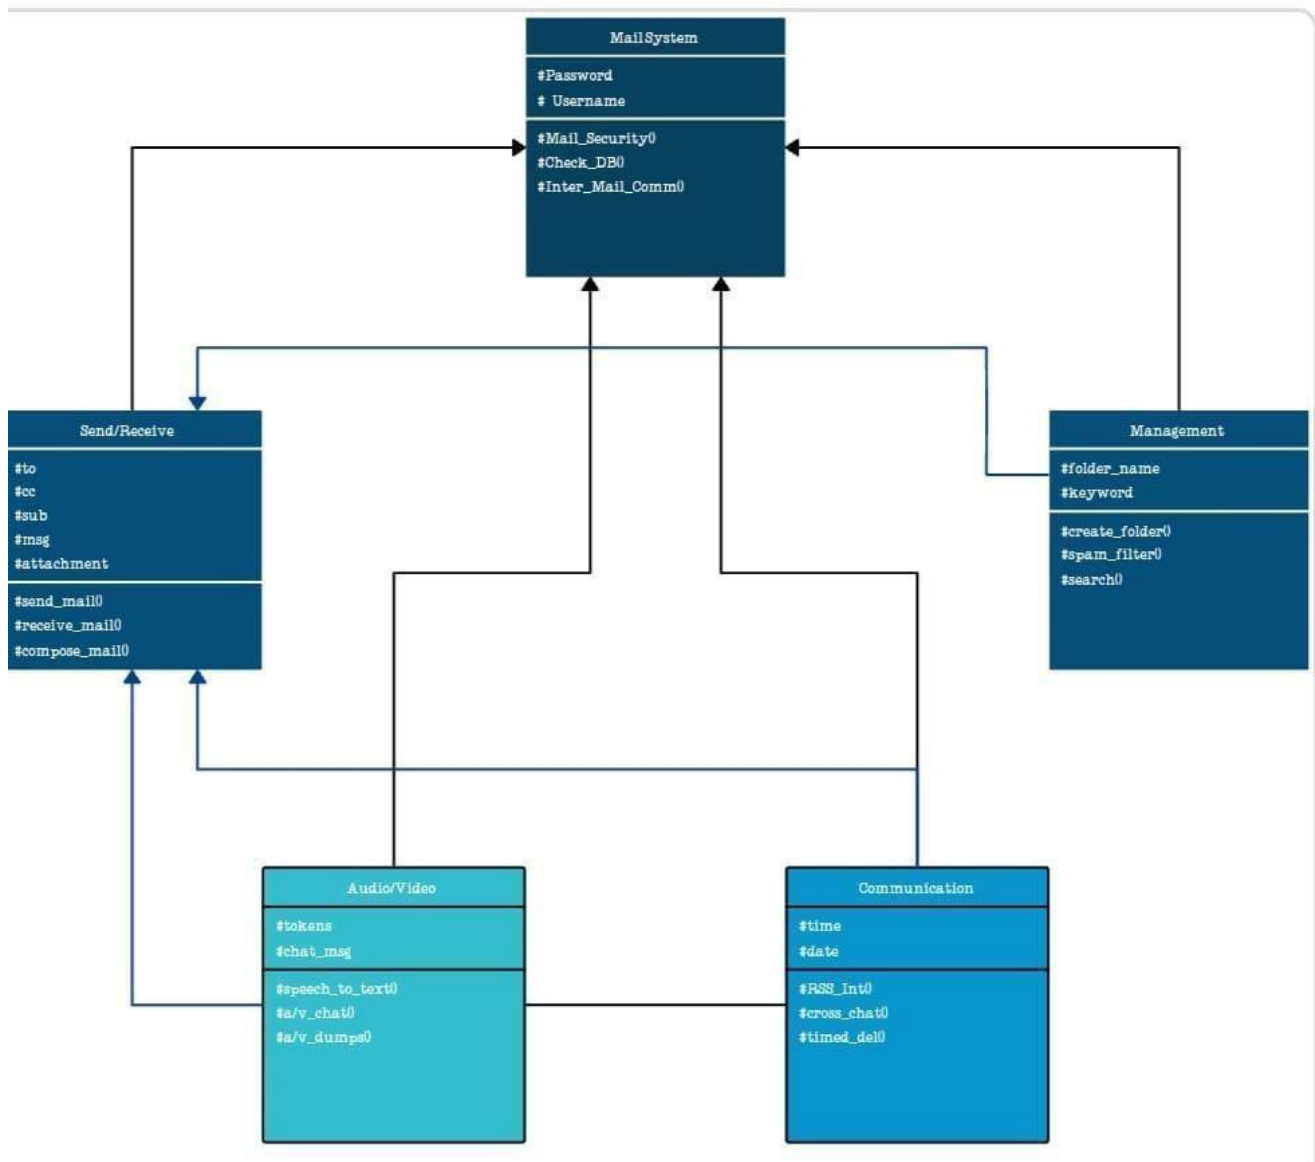 MailSystem
#Password
# Username
#Mail_Security()
#Check_DB()
#Inter_Mail_Comm()
Send/Receive
#to
#cc
#sub
#msg
#attachment
#send_mail()
#receive_mail()
#compose_mail()
Management
#folder_name
#keyword
#create_folder()
#spam_filter()
#search()
Audio/Video
#tokens
#chat_msg
#speech_to_text()
#a/v_chat()
#a/v_dumps()
Communication
#time
#date
#RSS_Int()
#cross_chat()
#timed_del()